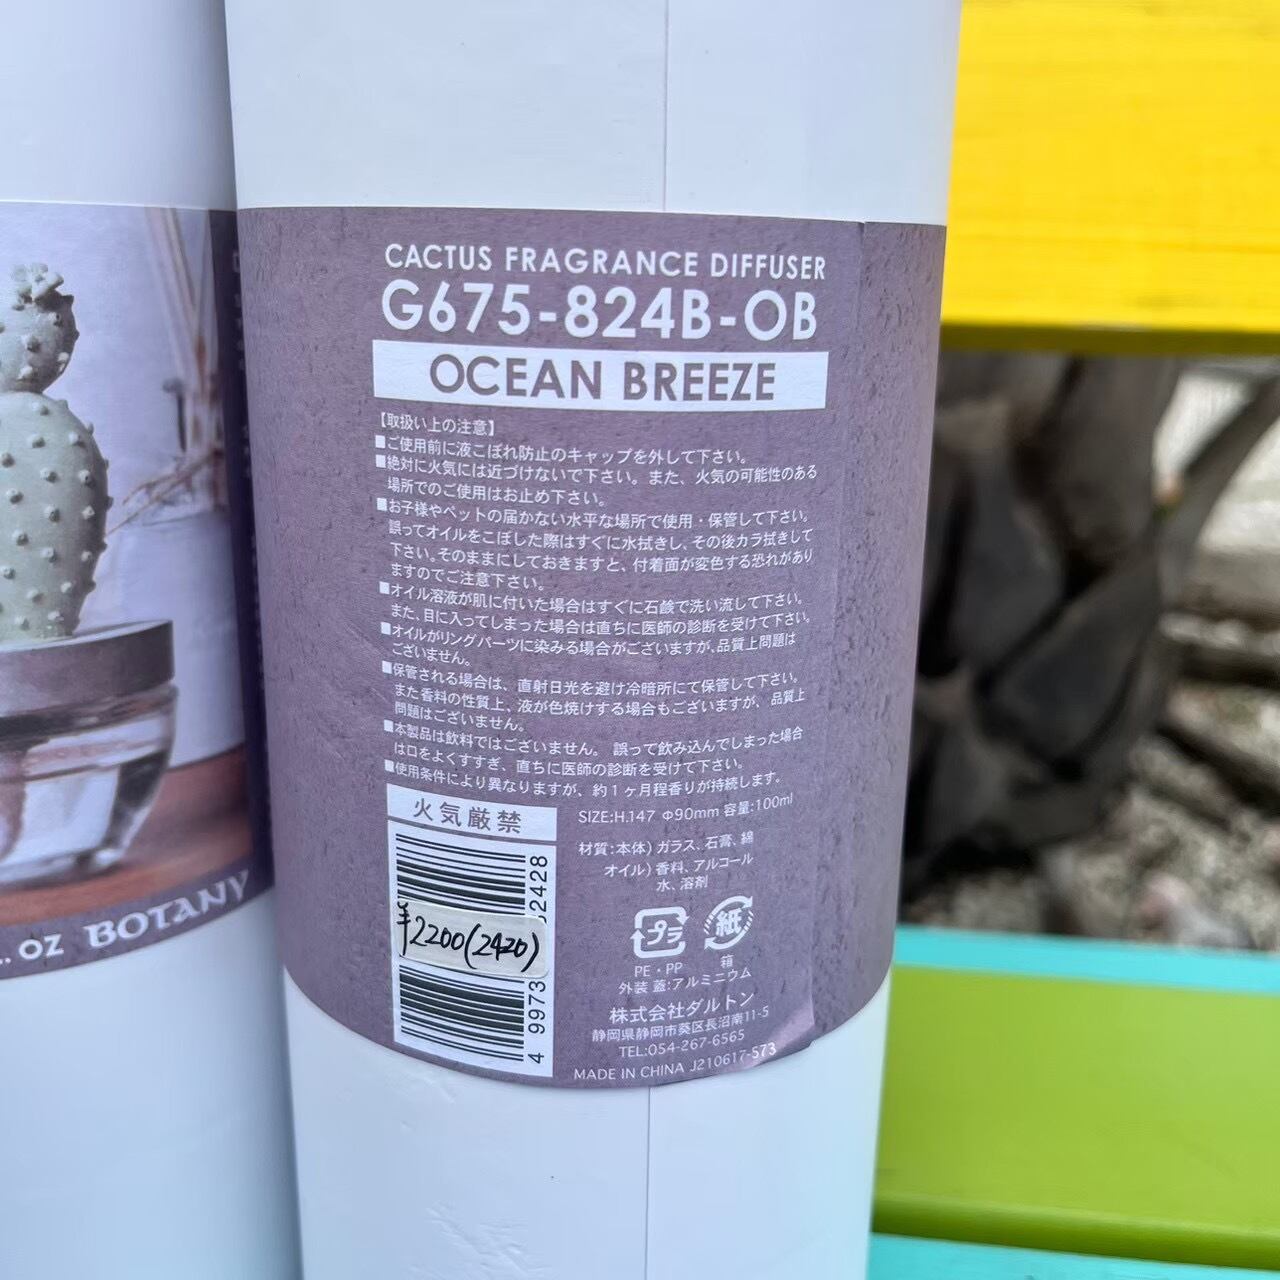 CACTUS FRAGRANCE DIFFUSER
G675-824B-OB
OCEAN BREEZE
【取扱い上の注意】
■ご使用前に液こぼれ防止のキャップを外して下さい。
■絶対に火気には近づけないで下さい。また、火気の可能性のある
場所でのご使用はお止め下さい。
■お子様やペットの届かない水平な場所で使用・保管して下さい。
誤ってオイルをこぼした際はすぐに水拭きし、その後カラ拭きして
下さい。そのままにしておきますと、付着面が変色する恐れがあり
ますのでご注意下さい。
■オイル溶液が肌に付いた場合はすぐに石鹸で洗い流して下さい。
また、目に入ってしまった場合は直ちに医師の診断を受けて下さい。
■オイルがリングパーツに染みる場合がございますが、品質上問題は
ございません。
■保管される場合は、直射日光を避け冷暗所にて保管して下さい。
また香料の性質上、液が色焼けする場合もございますが、品質上
問題はございません。
■本製品は飲料ではございません。 誤って飲み込んでしまった場合
は口をよくすすぎ、直ちに医師の診断を受けて下さい。
■使用条件により異なりますが、約1ヶ月程香りが持続します。
火気厳禁
SIZE:H.147 Φ90mm 容量:100ml
材質:本体) ガラス、石膏、綿
オイル) 香料、アルコール
水、溶剤
¥2200(2420)
プラ 紙
PE・PP 箱
外装 蓋:アルミニウム
株式会社ダルトン
静岡県静岡市葵区長沼南11-5
TEL:054-267-6565
MADE IN CHINA J210617-573
4 9973
2428
OZ BOTANY